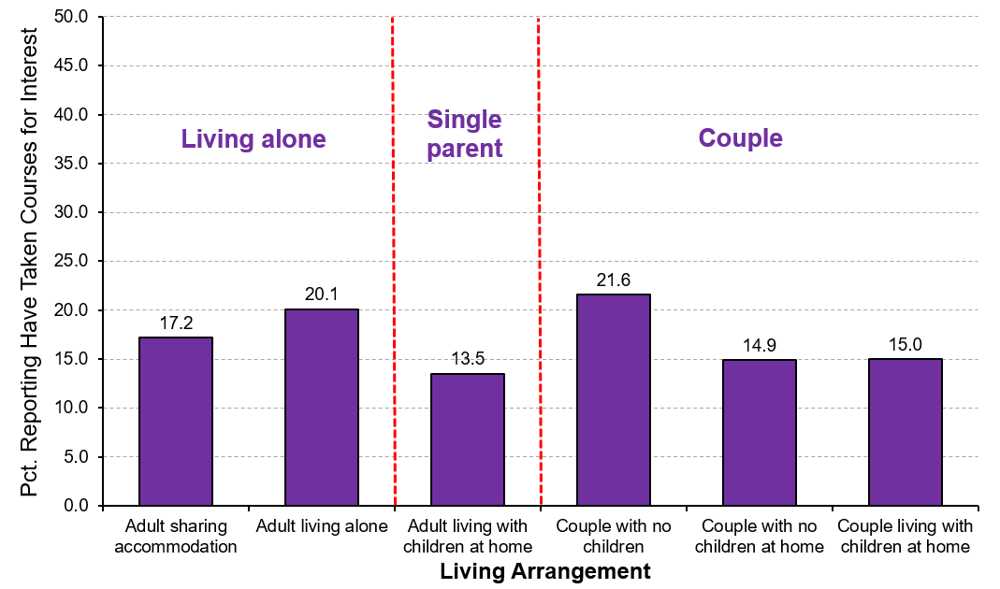 Pct. Reporting Have Taken Courses for Interest
50.0
45.0
40.0
35.0
30.0
25.0
20.0
15.0
10.0
5.0
0.0
Living alone
Single
parent
Couple
17.2
20.1
13.5
21.6
14.9
15.0
Adult sharing
accommodation
Adult living alone
Adult living with
children at home
Couple with no
children
Couple with no
children at home
Couple living with
children at home
Living Arrangement